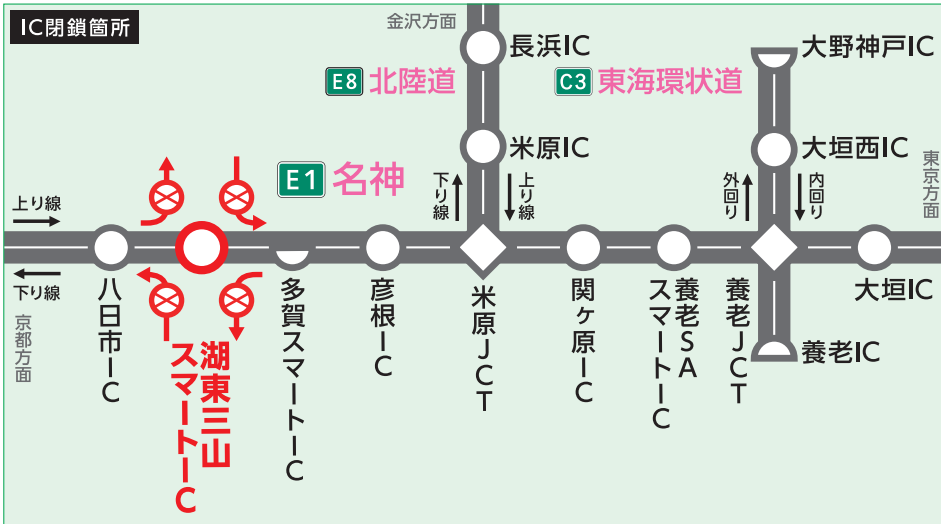 IC閉鎖箇所
金沢方面
長浜IC
大野神戸IC
E8 北陸道
C3 東海環状道
米原IC
大垣西IC
E1 名神
下り線
上り線
外回り
内回り
東京方面
上り線
下り線
京都方面
八日市IC
湖東三山
スマートIC
多賀スマートIC
彦根IC
米原JCT
関ヶ原IC
養老SA
スマートIC
養老JCT
大垣IC
養老IC